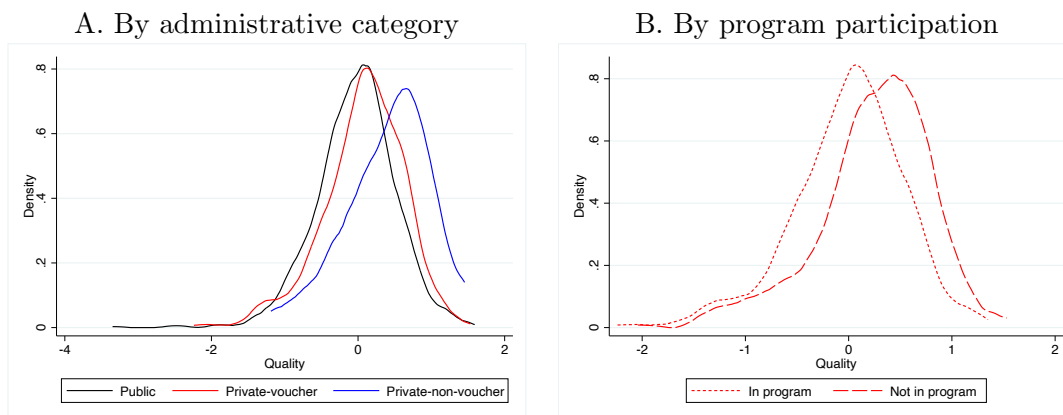 A. By administrative category
.8
.6
.4
.2
0
Density
-4
-2
0
2
Quality
Public
Private-voucher
Private-non-voucher
B. By program participation
.8
.6
.4
.2
0
Density
-2
-1
0
1
2
Quality
In program
Not in program